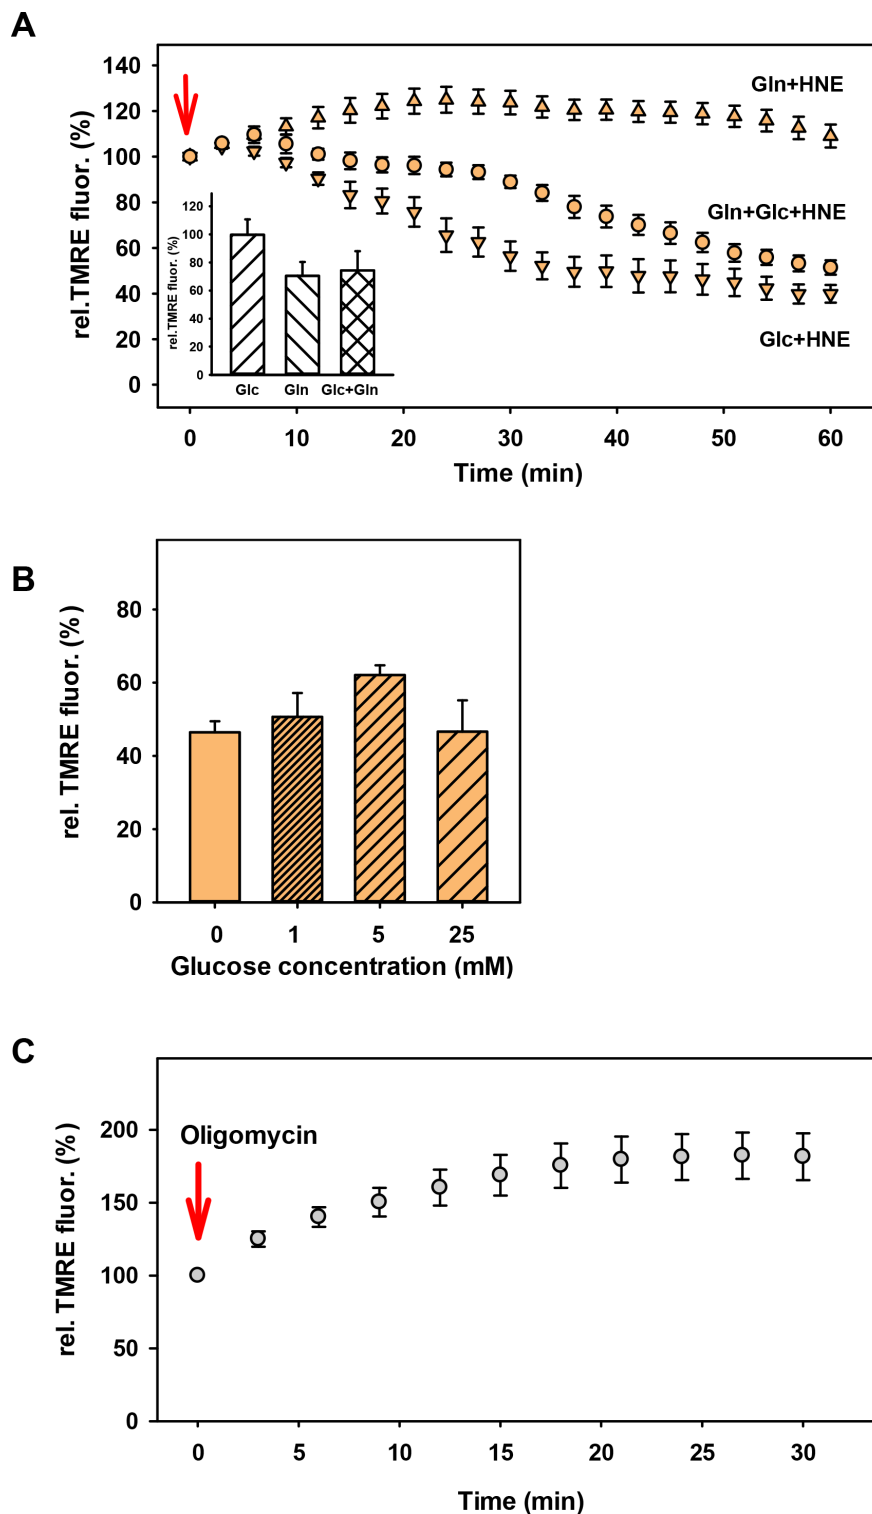 A
rel.TMRE fluor. (%)
140
120
100
80
60
40
20
0
Gln+HNE
Gln+Glc+HNE
Glc+HNE
rel.TMRE fluor. (%)
120
100
80
60
40
20
0
Glc Gln Glc+Gln
0 10 20 30 40 50 60
Time (min)
B
rel. TMRE fluor. (%)
80
60
40
20
0
0 1 5 25
Glucose concentration (mM)
C
rel. TMRE fluor. (%)
200
150
100
50
0
Oligomycin
0 5 10 15 20 25 30
Time (min)